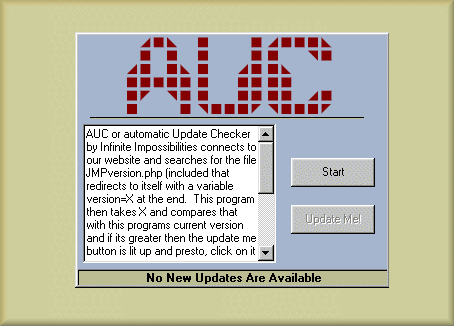 AUC
AUC or automatic Update Checker
by Infinite Impossibilities connects to
our website and searches for the file
JMPversion.php (included that
redirects to itself with a variable
version=X at the end.  This program
then takes X and compares that
with this programs current version
and if its greater then the update me
button is lit up and presto, click on it
Start
Update Me!
No New Updates Are Available